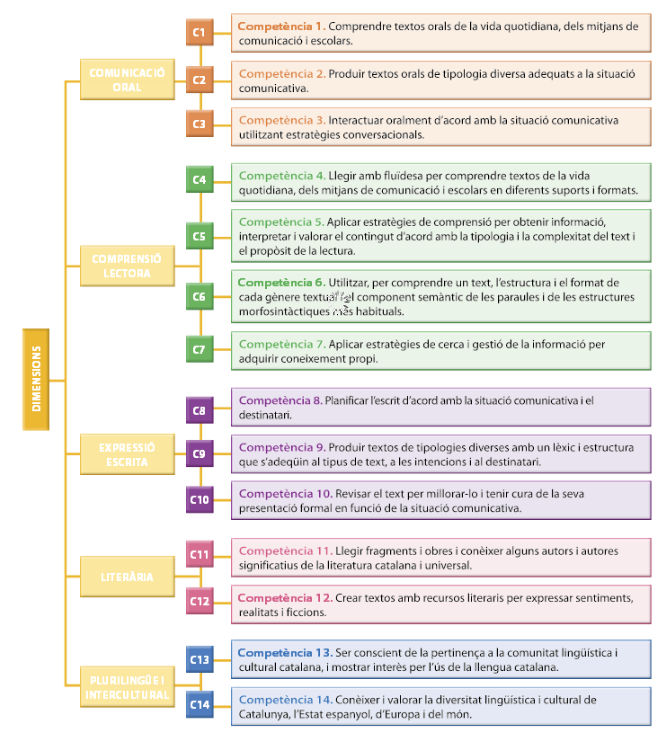 DIMENSIONS
COMUNICACIÓ
ORAL
C1
Competència 1. Comprendre textos orals de la vida quotidiana, dels mitjans de
comunicació i escolars.
C2
Competència 2. Produir textos orals de tipologia diversa adequats a la situació
comunicativa.
C3
Competència 3. Interactuar oralment d'acord amb la situació comunicativa
utilitzant estratègies conversacionals.
COMPRENSIÓ
LECTORA
C4
Competència 4. Llegir amb fluïdesa per comprendre textos de la vida
quotidiana, dels mitjans de comunicació i escolars en diferents suports i formats.
C5
Competència 5. Aplicar estratègies de comprensió per obtenir informació,
interpretar i valorar el contingut d'acord amb la tipologia i la complexitat del text i
el propòsit de la lectura.
C6
Competència 6. Utilitzar, per comprendre un text, l'estructura i el format de
cada gènere textual el component semàntic de les paraules i de les estructures
morfosintàctiques més habituals.
C7
Competència 7. Aplicar estratègies de cerca i gestió de la informació per
adquirir coneixement propi.
EXPRESSIÓ
ESCRITA
C8
Competència 8. Planificar l'escrit d'acord amb la situació comunicativa i el
destinatari.
C9
Competència 9. Produir textos de tipologies diverses amb un lèxic i estructura
que s'adeqüin al tipus de text, a les intencions i al destinatari.
C10
Competència 10. Revisar el text per millorar-lo i tenir cura de la seva
presentació formal en funció de la situació comunicativa.
LITERÀRIA
C11
Competència 11. Llegir fragments i obres i conèixer alguns autors i autores
significatius de la literatura catalana i universal.
C12
Competència 12. Crear textos amb recursos literaris per expressar sentiments,
realitats i ficcions.
PLURILINGÜE I
INTERCULTURAL
C13
Competència 13. Ser conscient de la pertinença a la comunitat lingüística i
cultural catalana, i mostrar interès per l'ús de la llengua catalana.
C14
Competència 14. Conèixer i valorar la diversitat lingüística i cultural de
Catalunya, l'Estat espanyol, d'Europa i del món.